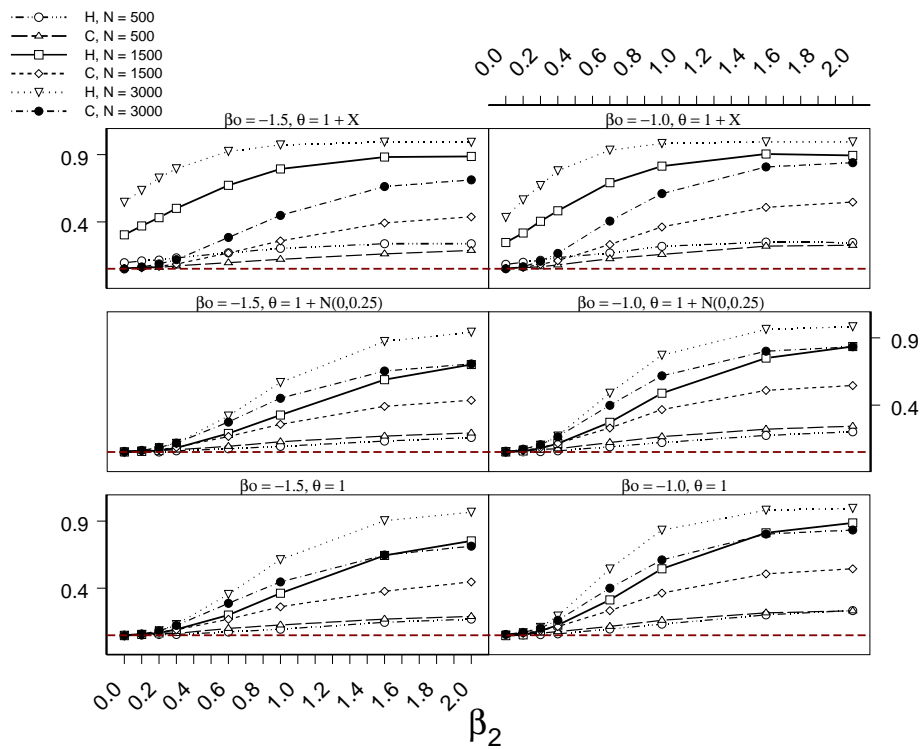 H, N = 500
C, N = 500
H, N = 1500
C, N = 1500
H, N = 3000
C, N = 3000
0.0 0.2 0.4 0.6 0.8 1.0 1.2 1.4 1.6 1.8 2.0
βo = −1.5, θ = 1 + X
βo = −1.0, θ = 1 + X
0.9
0.4
βo = −1.5, θ = 1 + N(0,0.25)
βo = −1.0, θ = 1 + N(0,0.25)
0.9
0.4
βo = −1.5, θ = 1
βo = −1.0, θ = 1
0.9
0.4
0.0 0.2 0.4 0.6 0.8 1.0 1.2 1.4 1.6 1.8 2.0
β2